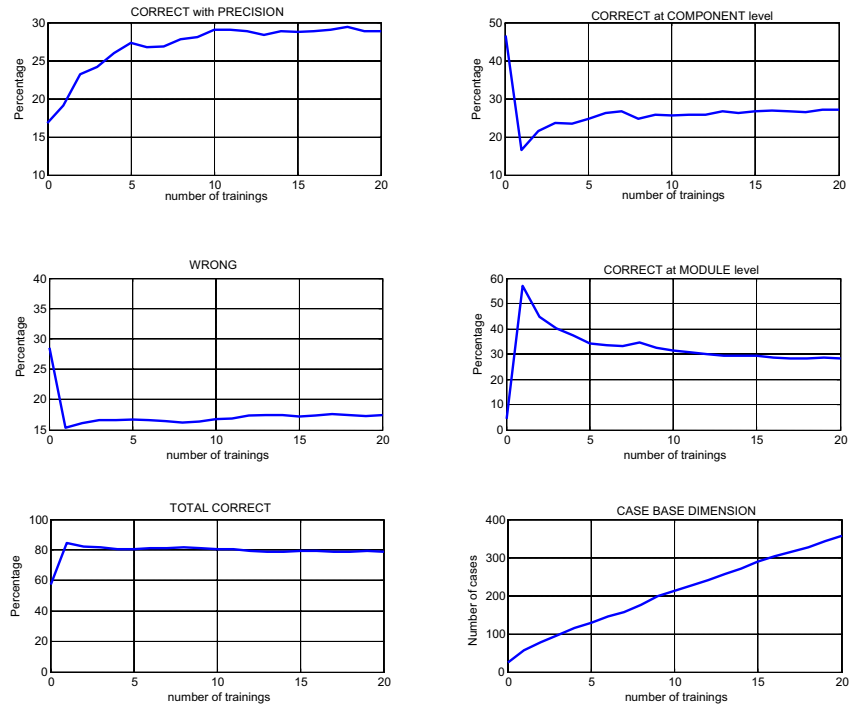 CORRECT with PRECISION
30
25
20
15
10
Percentage
0 5 10 15 20
number of trainings
CORRECT at COMPONENT level
50
40
30
20
10
Percentage
0 5 10 15 20
number of trainings
WRONG
40
35
30
25
20
15
Percentage
0 5 10 15 20
number of trainings
CORRECT at MODULE level
60
50
40
30
20
10
0
Percentage
0 5 10 15 20
number of trainings
TOTAL CORRECT
100
80
60
40
20
0
Percentage
0 5 10 15 20
number of trainings
CASE BASE DIMENSION
400
300
200
100
0
Number of cases
0 5 10 15 20
number of trainings